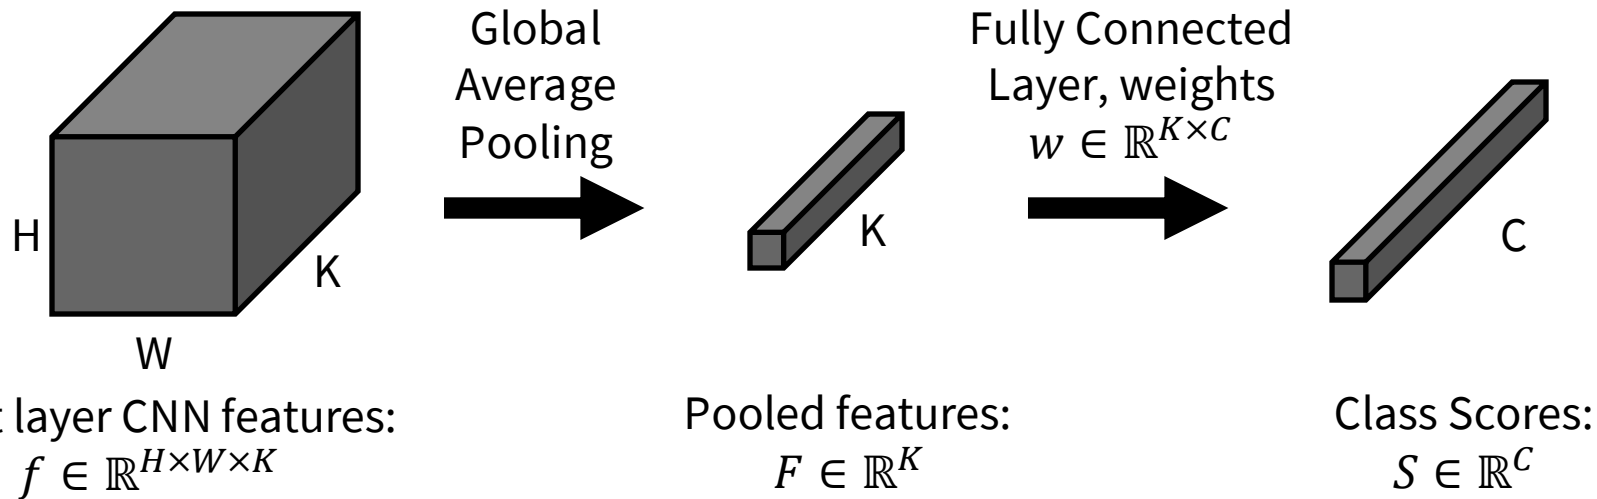 Global
Average
Pooling
Fully Connected
Layer, weights
w ∈ ℝ^{K×C}
H
W
K
K
C
layer CNN features:
f ∈ ℝ^{H×W×K}
Pooled features:
F ∈ ℝ^K
Class Scores:
S ∈ ℝ^C